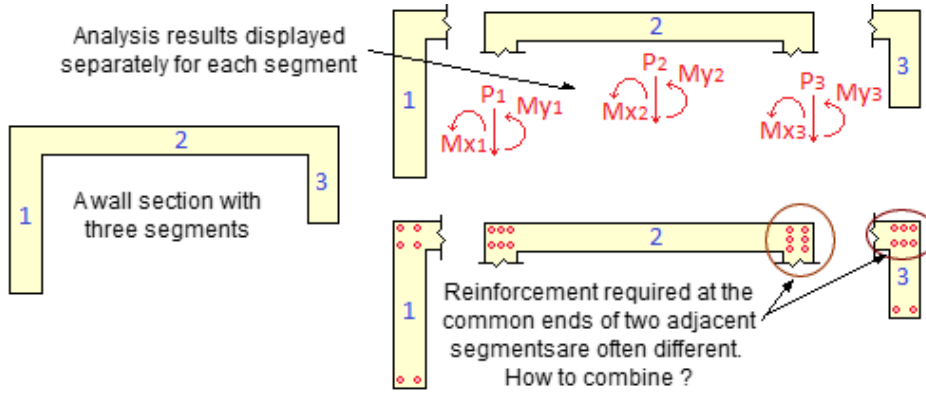 Analysis results displayed
separately for each segment
1
2
3
P1
Mx1
My1
P2
Mx2
My2
P3
Mx3
My3
1
2
3
A wall section with
three segments
1
2
3
Reinforcement required at the
common ends of two adjacent
segmentsare often different.
How to combine ?